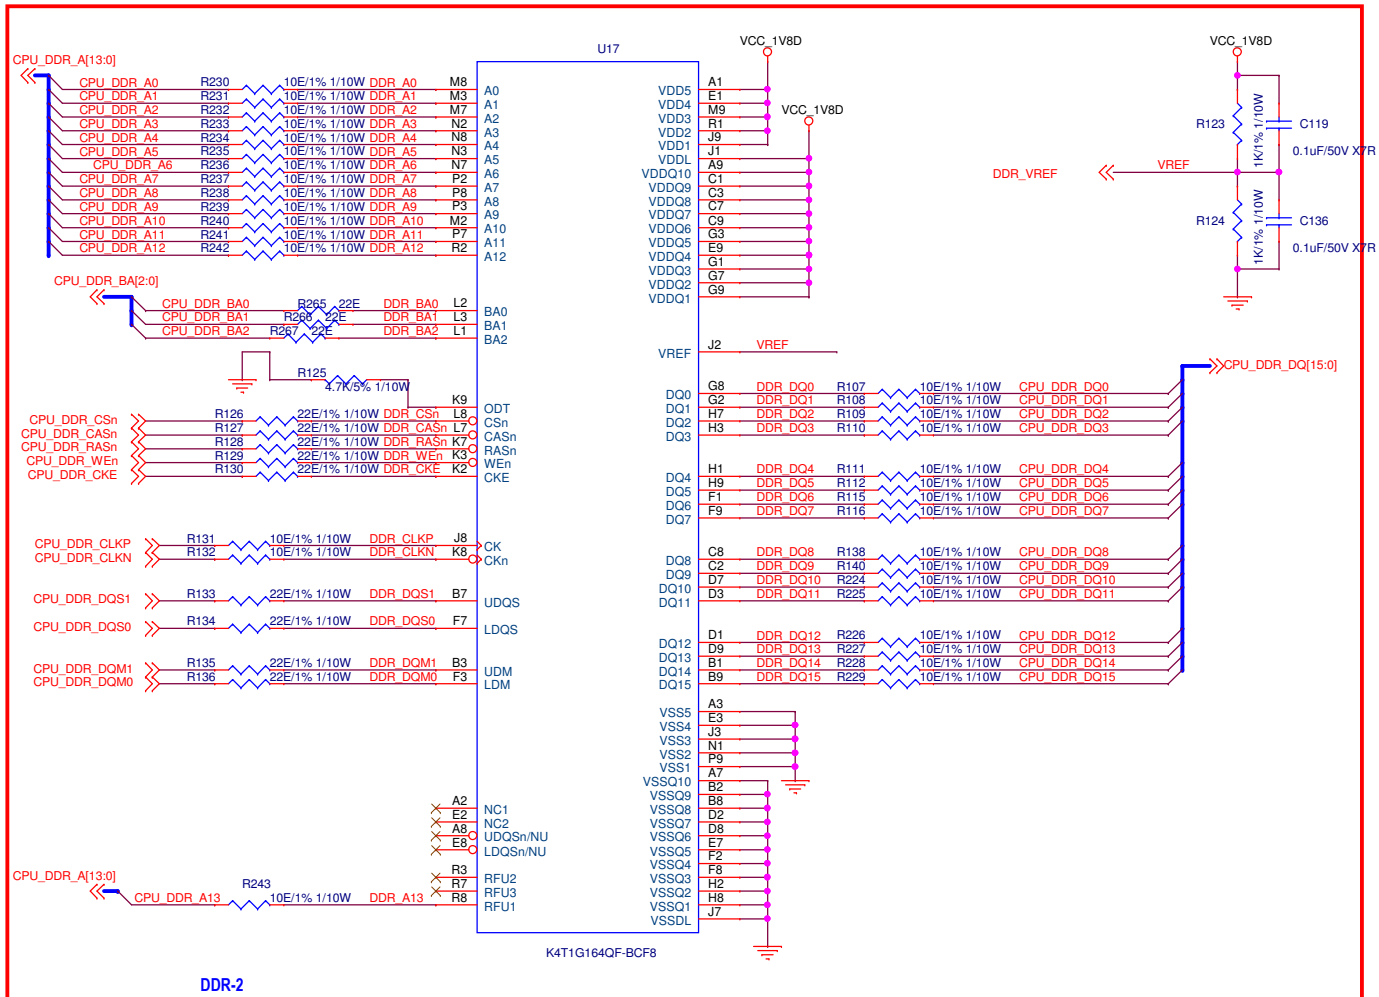 U17
VCC_1V8D
VCC_1V8D
VCC_1V8D
CPU_DDR_A[13:0]
CPU_DDR_A0 R230 10E/1% 1/10W DDR_A0 M8 A0
CPU_DDR_A1 R231 10E/1% 1/10W DDR_A1 M3 A1
CPU_DDR_A2 R232 10E/1% 1/10W DDR_A2 M7 A2
CPU_DDR_A3 R233 10E/1% 1/10W DDR_A3 N2 A3
CPU_DDR_A4 R234 10E/1% 1/10W DDR_A4 N8 A4
CPU_DDR_A5 R235 10E/1% 1/10W DDR_A5 N3 A5
CPU_DDR_A6 R236 10E/1% 1/10W DDR_A6 N7 A6
CPU_DDR_A7 R237 10E/1% 1/10W DDR_A7 P2 A7
CPU_DDR_A8 R238 10E/1% 1/10W DDR_A8 P8 A8
CPU_DDR_A9 R239 10E/1% 1/10W DDR_A9 P3 A9
CPU_DDR_A10 R240 10E/1% 1/10W DDR_A10 M2 A10
CPU_DDR_A11 R241 10E/1% 1/10W DDR_A11 P7 A11
CPU_DDR_A12 R242 10E/1% 1/10W DDR_A12 R2 A12
CPU_DDR_BA[2:0]
CPU_DDR_BA0 R265 22E DDR_BA0 L2 BA0
CPU_DDR_BA1 R266 22E DDR_BA1 L3 BA1
CPU_DDR_BA2 R267 22E DDR_BA2 L1 BA2
R125 4.7K/5% 1/10W K9 ODT
CPU_DDR_CSn R126 22E/1% 1/10W DDR_CSn L8 CSn
CPU_DDR_CASn R127 22E/1% 1/10W DDR_CASn L7 CASn
CPU_DDR_RASn R128 22E/1% 1/10W DDR_RASn K7 RASn
CPU_DDR_WEn R129 22E/1% 1/10W DDR_WEn K3 WEn
CPU_DDR_CKE R130 22E/1% 1/10W DDR_CKE K2 CKE
CPU_DDR_CLKP R131 10E/1% 1/10W DDR_CLKP J8 CK
CPU_DDR_CLKN R132 10E/1% 1/10W DDR_CLKN K8 CKn
CPU_DDR_DQS1 R133 22E/1% 1/10W DDR_DQS1 B7 UDQS
CPU_DDR_DQS0 R134 22E/1% 1/10W DDR_DQS0 F7 LDQS
CPU_DDR_DQM1 R135 22E/1% 1/10W DDR_DQM1 B3 UDM
CPU_DDR_DQM0 R136 22E/1% 1/10W DDR_DQM0 F3 LDM
A2 NC1
E2 NC2
A8 UDQSn/NU
E8 LDQSn/NU
R3 RFU2
R7 RFU3
CPU_DDR_A[13:0]
CPU_DDR_A13 R243 10E/1% 1/10W DDR_A13 R8 RFU1
VDD5 A1
VDD4 E1
VDD3 M9
VDD2 R1
VDD1 J9
VDDL J1
VDDQ10 A9
VDDQ9 C1
VDDQ8 C3
VDDQ7 C7
VDDQ6 C9
VDDQ5 G3
VDDQ4 E9
VDDQ3 G1
VDDQ2 G7
VDDQ1 G9
VREF J2 VREF
CPU_DDR_DQ[15:0]
DQ0 G8 DDR_DQ0 R107 10E/1% 1/10W CPU_DDR_DQ0
DQ1 G2 DDR_DQ1 R108 10E/1% 1/10W CPU_DDR_DQ1
DQ2 H7 DDR_DQ2 R109 10E/1% 1/10W CPU_DDR_DQ2
DQ3 H3 DDR_DQ3 R110 10E/1% 1/10W CPU_DDR_DQ3
DQ4 H1 DDR_DQ4 R111 10E/1% 1/10W CPU_DDR_DQ4
DQ5 H9 DDR_DQ5 R112 10E/1% 1/10W CPU_DDR_DQ5
DQ6 F1 DDR_DQ6 R115 10E/1% 1/10W CPU_DDR_DQ6
DQ7 F9 DDR_DQ7 R116 10E/1% 1/10W CPU_DDR_DQ7
DQ8 C8 DDR_DQ8 R138 10E/1% 1/10W CPU_DDR_DQ8
DQ9 C2 DDR_DQ9 R140 10E/1% 1/10W CPU_DDR_DQ9
DQ10 D7 DDR_DQ10 R224 10E/1% 1/10W CPU_DDR_DQ10
DQ11 D3 DDR_DQ11 R225 10E/1% 1/10W CPU_DDR_DQ11
DQ12 D1 DDR_DQ12 R226 10E/1% 1/10W CPU_DDR_DQ12
DQ13 D9 DDR_DQ13 R227 10E/1% 1/10W CPU_DDR_DQ13
DQ14 B1 DDR_DQ14 R228 10E/1% 1/10W CPU_DDR_DQ14
DQ15 B9 DDR_DQ15 R229 10E/1% 1/10W CPU_DDR_DQ15
VSS5 A3
VSS4 E3
VSS3 J3
VSS2 N1
VSS1 P9
VSSQ10 A7
VSSQ9 B2
VSSQ8 B8
VSSQ7 D2
VSSQ6 D8
VSSQ5 E7
VSSQ4 F2
VSSQ3 F8
VSSQ2 H2
VSSQ1 H8
VSSDL J7
R123 1K/1% 1/10W C119
0.1uF/50V X7R
DDR_VREF VREF
R124 1K/1% 1/10W C136
0.1uF/50V X7R
K4T1G164QF-BCF8
DDR-2